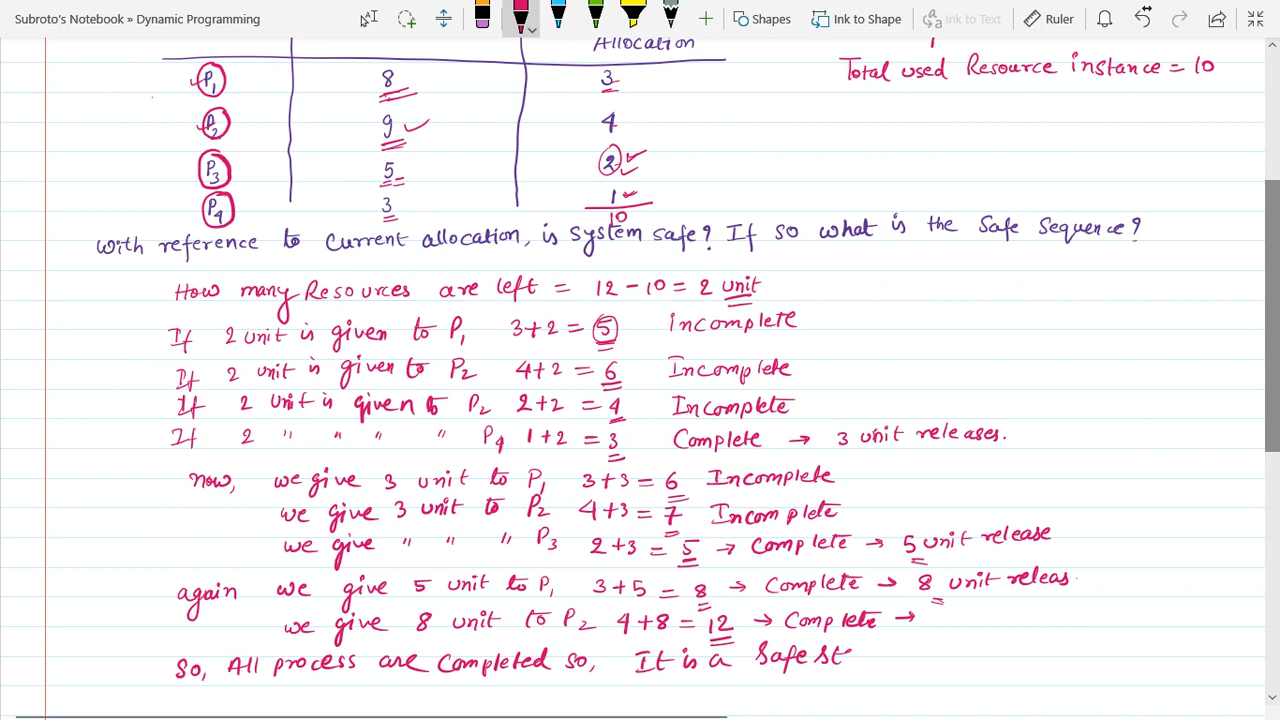 Subroto's Notebook » Dynamic Programming
Shapes
Ink to Shape
Ink to Text
Ruler
Allocation
Total used Resource instance = 10
P1 8 3
P2 9 4
P3 5 2
P4 3 1
10
with reference to current allocation, is system safe? If so what is the safe sequence?
How many Resources are left = 12 - 10 = 2 unit
If 2 unit is given to P1 3+2 = 5 Incomplete
If 2 unit is given to P2 4+2 = 6 Incomplete
If 2 unit is given to P2 2+2 = 4 Incomplete
If 2 " " " " P4 1+2 = 3 Complete → 3 unit releases.
Now, we give 3 unit to P1 3+3 = 6 Incomplete
we give 3 unit to P2 4+3 = 7 Incomplete
we give " " " P3 2+3 = 5 → Complete → 5 unit release
again we give 5 unit to P1 3+5 = 8 → Complete → 8 unit releas
we give 8 unit to P2 4+8 = 12 → Complete →
So, All process are completed so, It is a Safe St